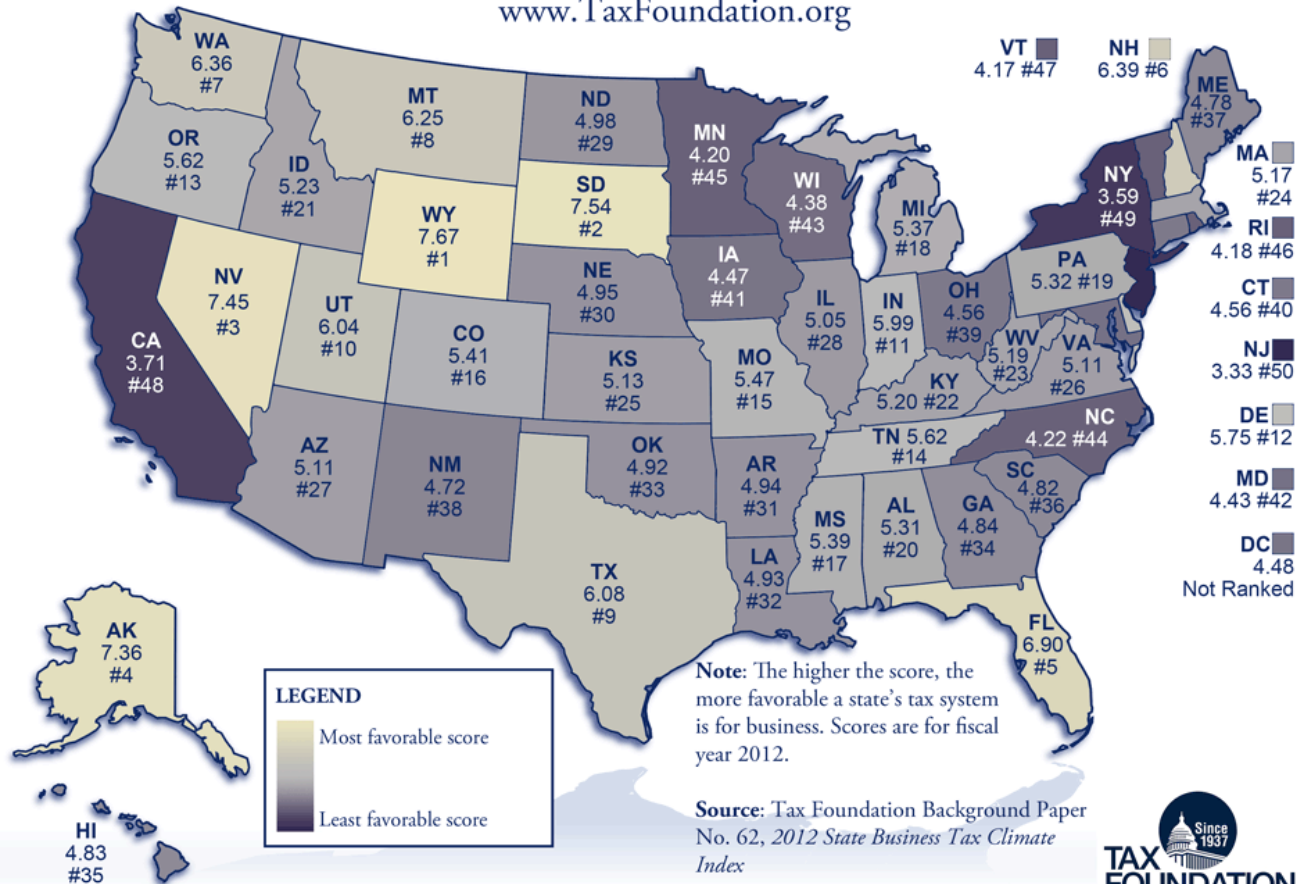 www.TaxFoundation.org
VT
4.17 #47
NH
6.39 #6
WA
6.36
#7
MT
6.25
#8
ND
4.98
#29
MN
4.20
#45
ME
4.78
#37
OR
5.62
#13
ID
5.23
#21
SD
7.54
#2
WI
4.38
#43
MI
5.37
#18
NY
3.59
#49
MA
5.17
#24
WY
7.67
#1
RI
4.18 #46
NV
7.45
#3
UT
6.04
#10
CO
5.41
#16
NE
4.95
#30
IA
4.47
#41
IL
5.05
#28
IN
5.99
#11
OH
4.56
#39
PA
5.32 #19
CT
4.56 #40
CA
3.71
#48
KS
5.13
#25
MO
5.47
#15
KY
5.20 #22
WV
5.19
#23
VA
5.11
#26
NJ
3.33 #50
DE
5.75 #12
AZ
5.11
#27
NM
4.72
#38
OK
4.92
#33
AR
4.94
#31
TN 5.62
#14
NC
4.22 #44
MD
4.43 #42
SC
4.82
#36
MS
5.39
#17
AL
5.31
#20
GA
4.84
#34
DC
4.48
Not Ranked
TX
6.08
#9
LA
4.93
#32
FL
6.90
#5
AK
7.36
#4
HI
4.83
#35
LEGEND
Most favorable score
Least favorable score
Note: The higher the score, the
more favorable a state's tax system
is for business. Scores are for fiscal
year 2012.
Source: Tax Foundation Background Paper
No. 62, 2012 State Business Tax Climate
Index
Since
1937
TAX
FOUNDATION